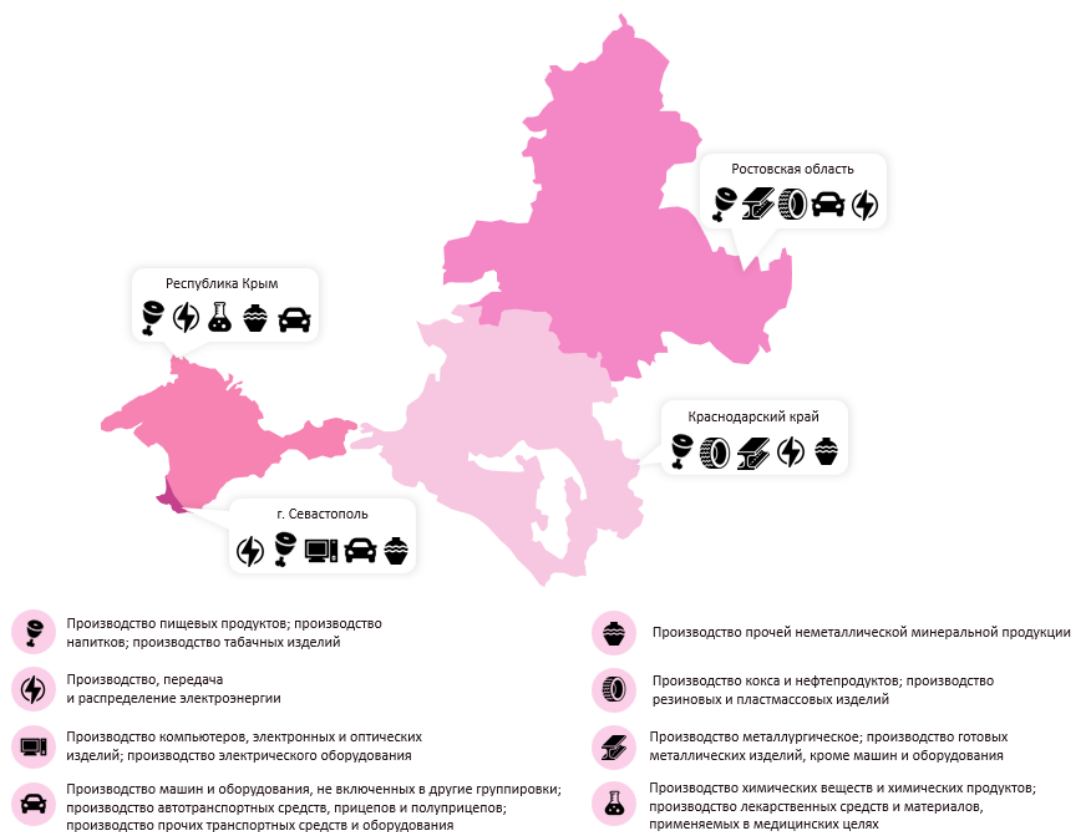 Ростовская область
Республика Крым
Краснодарский край
г. Севастополь
Производство пищевых продуктов; производство
напитков; производство табачных изделий
Производство, передача
и распределение электроэнергии
Производство компьютеров, электронных и оптических
изделий; производство электрического оборудования
Производство машин и оборудования, не включенных в другие группировки;
производство автотранспортных средств, прицепов и полуприцепов;
производство прочих транспортных средств и оборудования
Производство прочей неметаллической минеральной продукции
Производство кокса и нефтепродуктов; производство
резиновых и пластмассовых изделий
Производство металлургическое; производство готовых
металлических изделий, кроме машин и оборудования
Производство химических веществ и химических продуктов;
производство лекарственных средств и материалов,
применяемых в медицинских целях